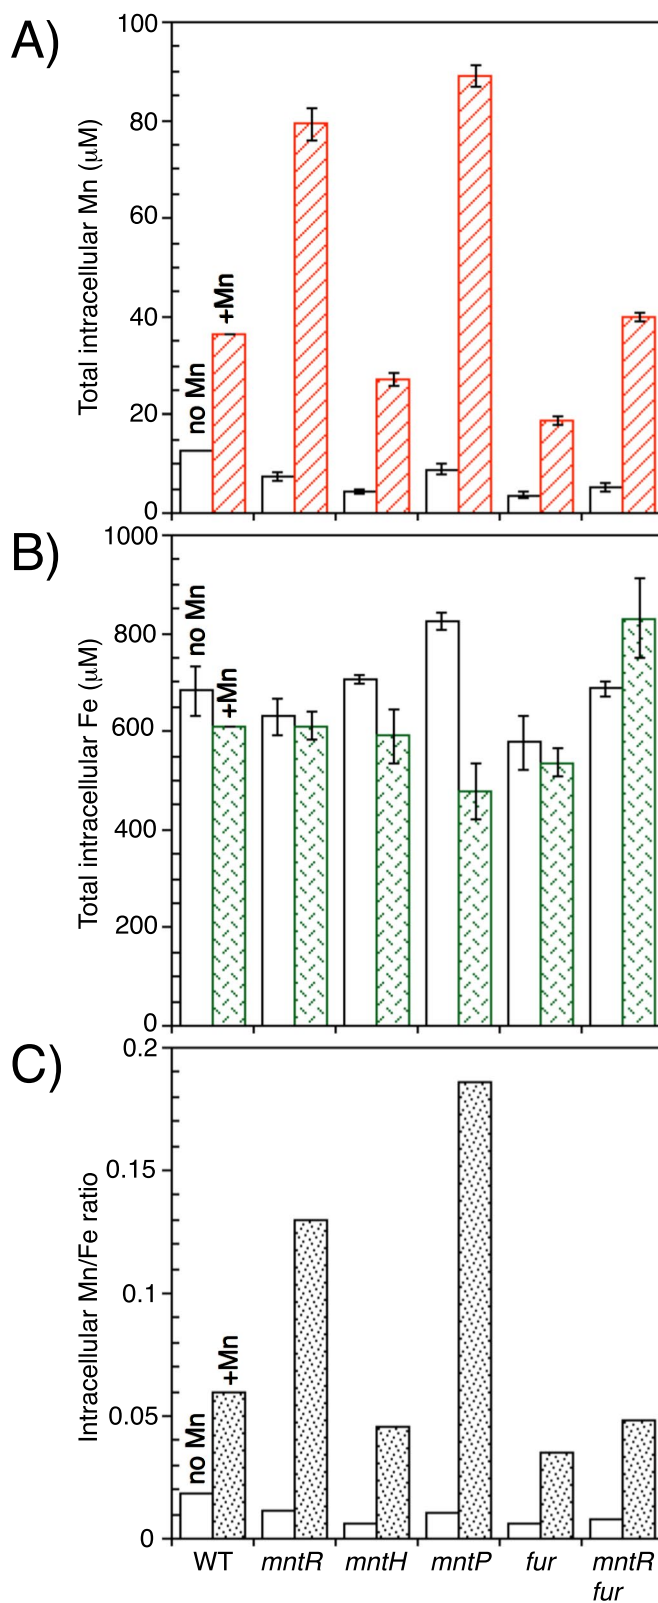 A)
Total intracellular Mn (μM)
100
80
60
40
20
0
no Mn
+Mn
B)
Total intracellular Fe (μM)
1000
800
600
400
200
0
no Mn
+Mn
C)
Intracellular Mn/Fe ratio
0.2
0.15
0.1
0.05
0
no Mn
+Mn
WT mntR mntH mntP fur mntR
fur